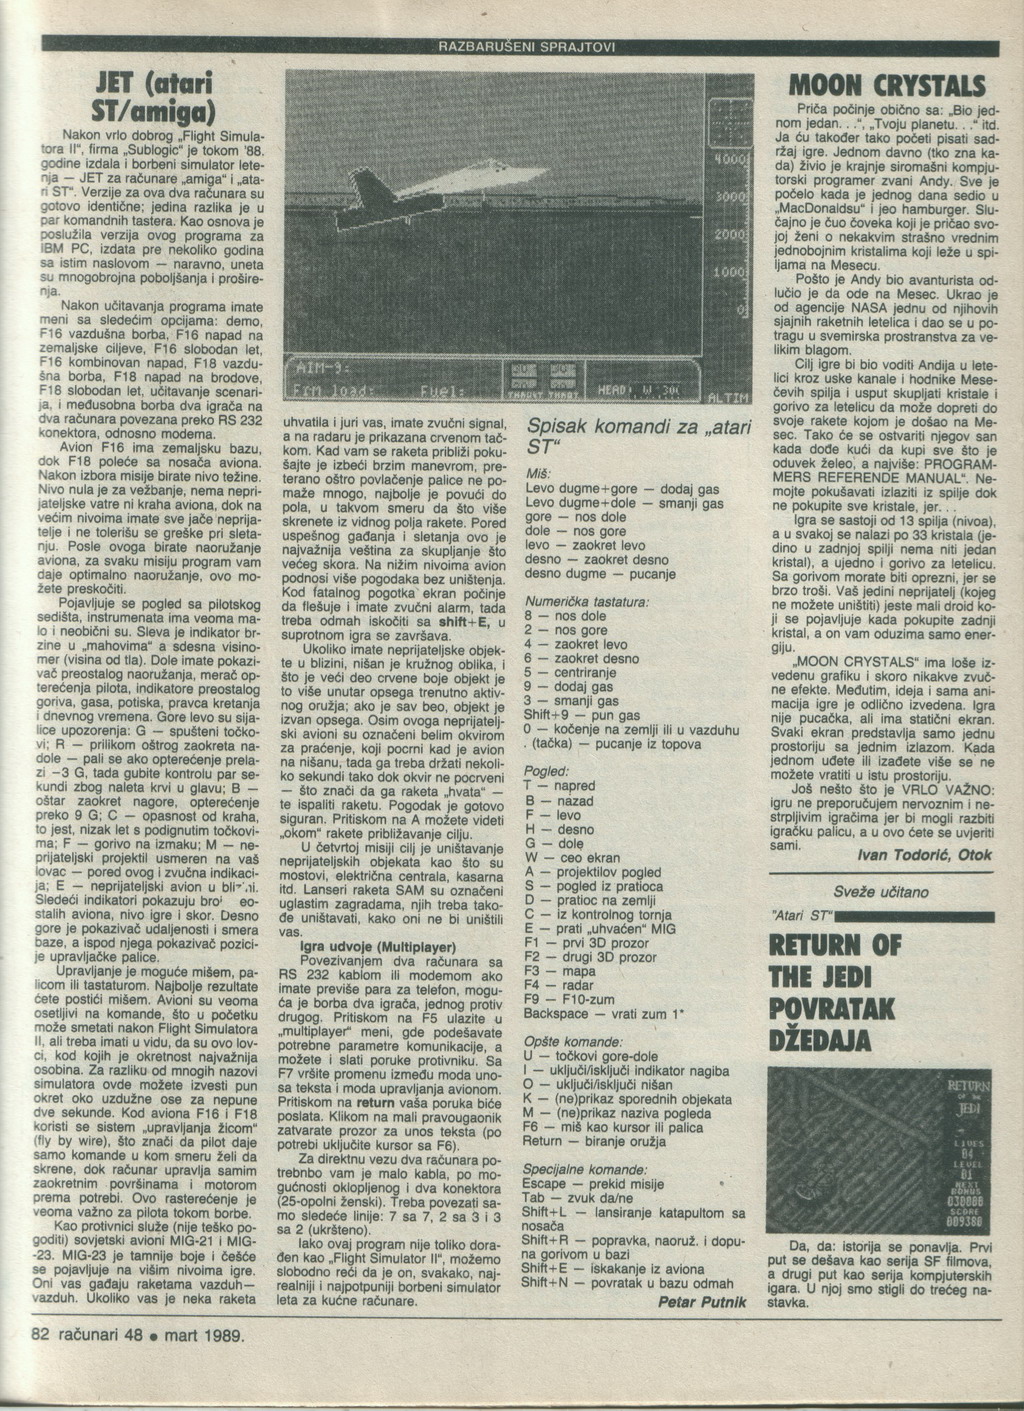 RAZBARUŠENI SPRAJTOVI
JET (atari
ST/amiga)
Nakon vrlo dobrog „Flight Simula-
tora II“, firma „Sublogic“ je tokom '88.
godine izdala i borbeni simulator lete-
nja — JET za računare „amiga“ i „ata-
ri ST“. Verzije za ova dva računara su
gotovo identične; jedina razlika je u
par komandnih tastera. Kao osnova je
poslužila verzija ovog programa za
IBM PC, izdata pre nekoliko godina
sa istim naslovom — naravno, uneta
su mnogobrojna poboljšanja i prošire-
nja.
Nakon učitavanja programa imate
meni sa sledećim opcijama: demo,
F16 vazdušna borba, F16 napad na
zemaljske ciljeve, F16 slobodan let,
F16 kombinovan napad, F18 vazdu-
šna borba, F18 napad na brodove,
F18 slobodan let, učitavanje scenari-
ja, i međusobna borba dva igrača na
dva računara povezana preko RS 232
konektora, odnosno modema.
Avion F16 ima zemaljsku bazu,
dok F18 poleće sa nosača aviona.
Nakon izbora misije birate nivo težine.
Nivo nula je za vežbanje, nema nepri-
jateljske vatre ni kraha aviona, dok na
većim nivoima imate sve jače neprija-
telje i ne tolerišu se greške pri sleta-
nju. Posle ovoga birate naoružanje
aviona, za svaku misiju program vam
daje optimalno naoružanje, ovo mo-
žete preskočiti.
Pojavljuje se pogled sa pilotskog
sedišta, instrumenata ima veoma ma-
lo i neobični su. Sleva je indikator br-
zine u „mahovima“ a sdesna visino-
mer (visina od tla). Dole imate pokazi-
vač preostalog naoružanja, merač op-
terećenja pilota, indikatore preostalog
goriva, gasa, potiska, pravca kretanja
i dnevnog vremena. Gore levo su sija-
lice upozorenja: G — spušteni točko-
vi; R — prilikom oštrog zaokreta na-
dole — pali se ako opterećenje prela-
zi -3 G, tada gubite kontrolu par se-
kundi zbog naleta krvi u glavu; B —
oštar zaokret nagore, opterećenje
preko 9 G; C — opasnost od kraha,
to jest, nizak let s podignutim točkovi-
ma; F — gorivo na izmaku; M — ne-
prijateljski projektil usmeren na vaš
lovac — pored ovog i zvučna indikaci-
ja; E — neprijateljski avion u
Sledeći indikatori pokazuju
stalih aviona, nivo igre i skor. Desno
gore je pokazivač udaljenosti i smera
baze, a ispod njega pokazivač pozici-
je upravljačke palice.
Upravljanje je moguće mišem, pa-
licom ili tastaturom. Najbolje rezultate
ćete postići mišem. Avioni su veoma
osetljivi na komande, što u početku
može smetati nakon Flight Simulatora
II, ali treba imati u vidu, da su ovo lov-
ci, kod kojih je okretnost najvažnija
osobina. Za razliku od mnogih nazovi
simulatora ovde možete izvesti pun
okret oko uzdužne ose za nepune
dve sekunde. Kod aviona F16 i F18
koristi se sistem „upravljanja žicom“
(fly by wire), što znači da pilot daje
samo komande u kom smeru želi da
skrene, dok računar upravlja samim
zaokretnim površinama i motorom
prema potrebi. Ovo rasterećenje je
veoma važno za pilota tokom borbe.
Kao protivnici služe (nije teško po-
goditi) sovjetski avioni MIG-21 i MIG-
-23. MIG-23 je tamnije boje i češće
se pojavljuje na višim nivoima igre.
Oni vas gađaju raketama vazduh—
vazduh. Ukoliko vas je neka raketa
4000
3000
2000
1000
0
AIM-9:
Frm load: Fuel:
THRUST THRST
HEAD: W 300
ALTIM
uhvatila i juri vas, imate zvučni signal,
a na radaru je prikazana crvenom tač-
kom. Kad vam se raketa približi poku-
šajte je izbeći brzim manevrom, pre-
terano oštro povlačenje palice ne po-
maže mnogo, najbolje je povući do
pola, u takvom smeru da što više
skrenete iz vidnog polja rakete. Pored
uspešnog gađanja i sletanja ovo je
najvažnija veština za skupljanje što
većeg skora. Na nižim nivoima avion
podnosi više pogodaka bez uništenja.
Kod fatalnog pogotka ekran počinje
da flešuje i imate zvučni alarm, tada
treba odmah iskočiti sa shift+E, u
suprotnom igra se završava.
Ukoliko imate neprijateljske objek-
te u blizini, nišan je kružnog oblika, i
što je veći deo crvene boje objekt je
to više unutar opsega trenutno aktiv-
nog oružja; ako je sav beo, objekt je
izvan opsega. Osim ovoga neprijatelj-
ski avioni su označeni belim okvirom
za praćenje, koji pocrni kad je avion
na nišanu, tada ga treba držati nekoli-
ko sekundi tako dok okvir ne pocrveni
— što znači da ga raketa „hvata“ —
te ispaliti raketu. Pogodak je gotovo
siguran. Pritiskom na A možete videti
„okom“ rakete približavanje cilju.
U četvrtoj misiji cilj je uništavanje
neprijateljskih objekata kao što su
mostovi, električna centrala, kasarna
itd. Lanseri raketa SAM su označeni
uglastim zagradama, njih treba tako-
đe uništavati, kako oni ne bi uništili
vas.
Igra udvoje (Multiplayer)
Povezivanjem dva računara sa
RS 232 kablom ili modemom ako
imate previše para za telefon, mogu-
ća je borba dva igrača, jednog protiv
drugog. Pritiskom na F5 ulazite u
„multiplayer“ meni, gde podešavate
potrebne parametre komunikacije, a
možete i slati poruke protivniku. Sa
F7 vršite promenu između moda uno-
sa teksta i moda upravljanja avionom.
Pritiskom na return vaša poruka biće
poslata. Klikom na mali pravougaonik
zatvarate prozor za unos teksta (po
potrebi uključite kursor sa F6).
Za direktnu vezu dva računara po-
trebnbo vam je malo kabla, po mo-
gućnosti oklopljenog i dva konektora
(25-opolni ženski). Treba povezati sa-
mo sledeće linije: 7 sa 7, 2 sa 3 i 3
sa 2 (ukršteno).
Iako ovaj program nije toliko dora-
đen kao „Flight Simulator II“, možemo
slobodno reći da je on, svakako, naj-
realniji i najpotpuniji borbeni simulator
leta za kućne računare.
Spisak komandi za „atari
ST“
Miš:
Levo dugme+gore — dodaj gas
Levo dugme+dole — smanji gas
gore — nos dole
dole — nos gore
levo — zaokret levo
desno — zaokret desno
desno dugme — pucanje
Numerička tastatura:
8 — nos dole
2 — nos gore
4 — zaokret levo
6 — zaokret desno
5 — centriranje
9 — dodaj gas
3 — smanji gas
Shift+9 — pun gas
0 — kočenje na zemlji ili u vazduhu
. (tačka) — pucanje iz topova
Pogled:
T — napred
B — nazad
F — levo
H — desno
G — dole
W — ceo ekran
A — projektilov pogled
S — pogled iz pratioca
D — pratioc na zemlji
C — iz kontrolnog tornja
E — prati „uhvaćen“ MIG
F1 — prvi 3D prozor
F2 — drugi 3D prozor
F3 — mapa
F4 — radar
F9 — F10-zum
Backspace — vrati zum 1*
Opšte komande:
U — točkovi gore-dole
I — uključi/isključi indikator nagiba
O — uključi/isključi nišan
K — (ne)prikaz sporednih objekata
M — (ne)prikaz naziva pogleda
F6 — miš kao kursor ili palica
Return — biranje oružja
Specijalne komande:
Escape — prekid misije
Tab — zvuk da/ne
Shift+L — lansiranje katapultom sa
nosača
Shift+R — popravka, naoruž. i dopu-
na gorivom u bazi
Shift+E — iskakanje iz aviona
Shift+N — povratak u bazu odmah
Petar Putnik
MOON CRYSTALS
Priča počinje obično sa: „Bio jed-
nom jedan. . .“, „Tvoju planetu. . .“ itd.
Ja ću također tako početi pisati sad-
ržaj igre. Jednom davno (tko zna ka-
da) živio je krajnje siromašni kompju-
torski programer zvani Andy. Sve je
počelo kada je jednog dana sedio u
„MacDonaldsu“ i jeo hamburger. Slu-
čajno je čuo čoveka koji je pričao svo-
joj ženi o nekakvim strašno vrednim
jednobojnim kristalima koji leže u spi-
ljama na Mesecu.
Pošto je Andy bio avanturista od-
lučio je da ode na Mesec. Ukrao je
od agencije NASA jednu od njihovih
sjajnih raketnih letelica i dao se u po-
tragu u svemirska prostranstva za ve-
likim blagom.
Cilj igre bi bio voditi Andija u lete-
lici kroz uske kanale i hodnike Mese-
čevih spilja i usput skupljati kristale i
gorivo za letelicu da može dopreti do
svoje rakete kojom je došao na Me-
sec. Tako će se ostvariti njegov san
kada dođe kući da kupi sve što je
oduvek želeo, a najviše: PROGRAM-
MERS REFERENDE MANUAL“. Ne-
mojte pokušavati izlaziti iz spilje dok
ne pokupite sve kristale, jer. . .
Igra se sastoji od 13 spilja (nivoa),
a u svakoj se nalazi po 33 kristala (je-
dino u zadnjoj spilji nema niti jedan
kristal), a ujedno i gorivo za letelicu.
Sa gorivom morate biti oprezni, jer se
brzo troši. Vaš jedini neprijatelj (kojeg
ne možete uništiti) jeste mali droid ko-
ji se pojavljuje kada pokupite zadnji
kristal, a on vam oduzima samo ener-
giju.
„MOON CRYSTALS“ ima loše iz-
vedenu grafiku i skoro nikakve zvuč-
ne efekte. Međutim, ideja i sama ani-
macija igre je odlično izvedena. Igra
nije pucačka, ali ima statični ekran.
Svaki ekran predstavlja samo jednu
prostoriju sa jednim izlazom. Kada
jednom uđete ili izađete više se ne
možete vratiti u istu prostoriju.
Još nešto što je VRLO VAŽNO:
igru ne preporučujem nervoznim i ne-
strpljivim igračima jer bi mogli razbiti
igračku palicu, a u ovo ćete se uvjeriti
sami.
Ivan Todorić, Otok
Sveže učitano
"Atari ST"
RETURN OF
THE JEDI
POVRATAK
DŽEDAJA
RETURN
OF THE
JEDI
LIVES
04
LEVEL
01
NEXT
BONUS
030000
SCORE
009380
Da, da: istorija se ponavlja. Prvi
put se dešava kao serija SF filmova,
a drugi put kao serija kompjuterskih
igara. U njoj smo stigli do trećeg na-
stavka.
82 računari 48 • mart 1989.